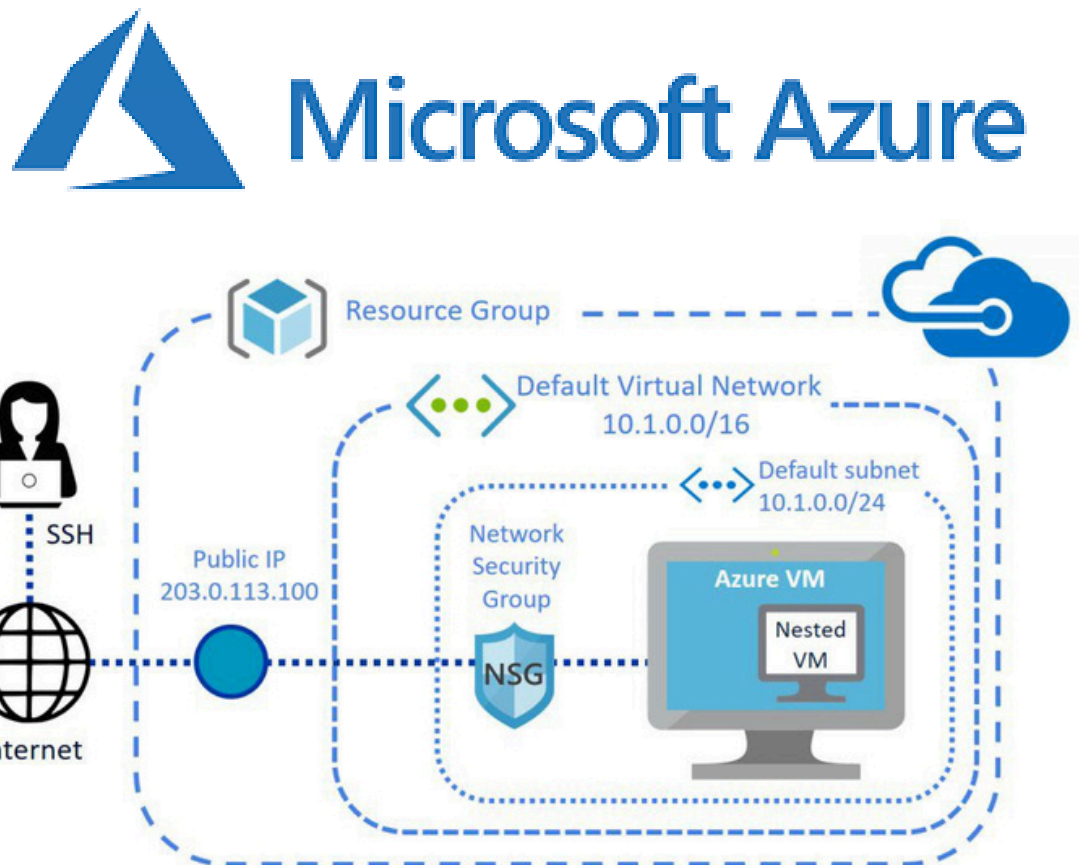 Microsoft Azure
Resource Group
Default Virtual Network
10.1.0.0/16
Default subnet
10.1.0.0/24
SSH
Network
Security
Group
Public IP
203.0.113.100
Azure VM
Nested
VM
NSG
nternet